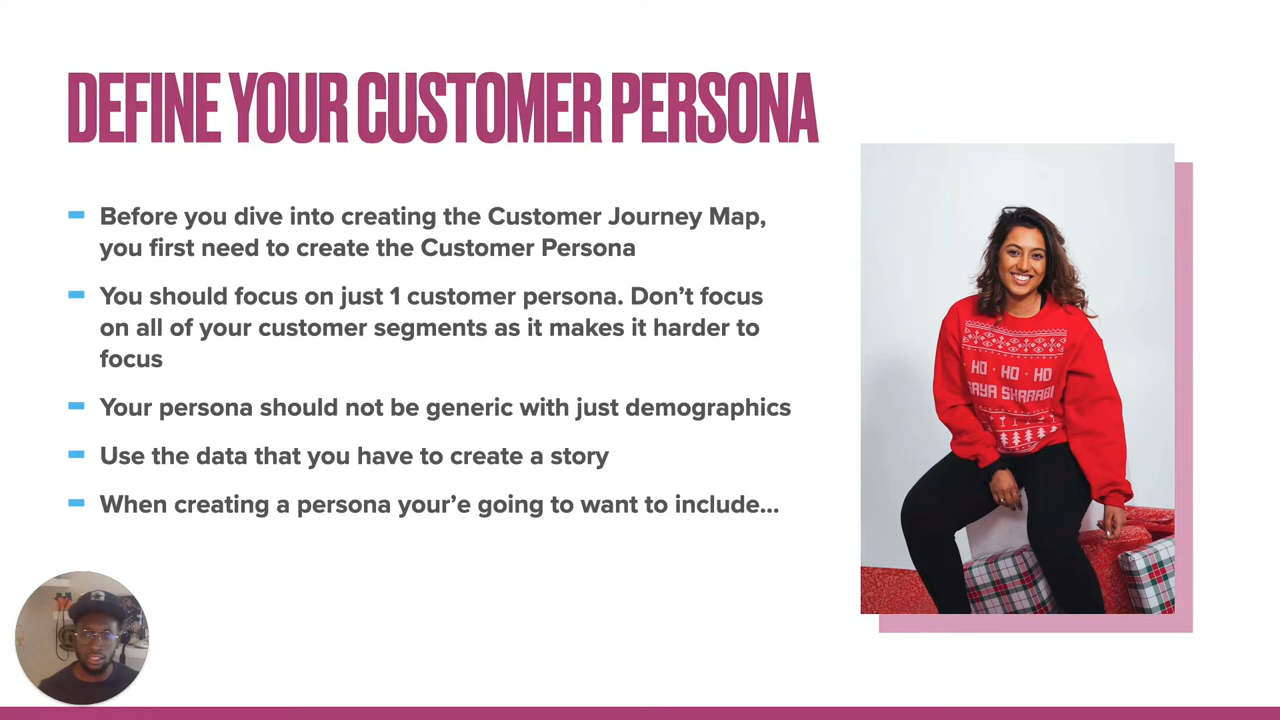 DEFINE YOUR CUSTOMER PERSONA
Before you dive into creating the Customer Journey Map,
you first need to create the Customer Persona
You should focus on just 1 customer persona. Don’t focus
on all of your customer segments as it makes it harder to
focus
Your persona should not be generic with just demographics
Use the data that you have to create a story
When creating a persona your’e going to want to include...
HO · HO · HO